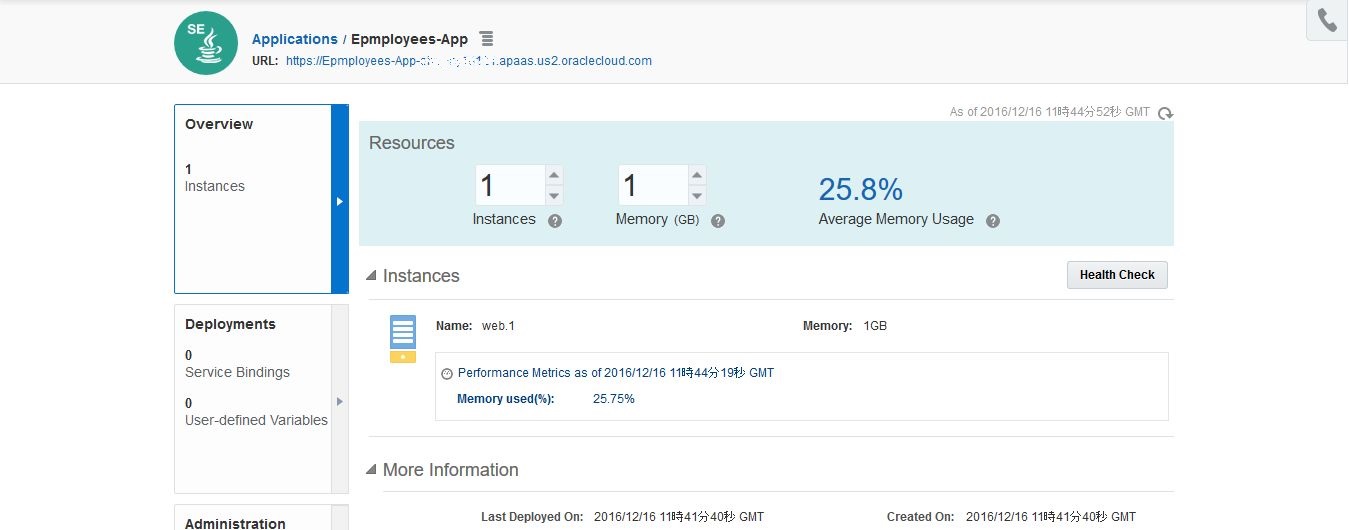 SE
Applications / Epmployees-App
URL: https://Epmployees-App- .apaas.us2.oraclecloud.com
As of 2016/12/16 11時44分52秒 GMT
Overview
1
Instances
Resources
1 1 25.8%
Instances ? Memory (GB) ? Average Memory Usage ?
Instances
Health Check
Name: web.1 Memory: 1GB
Performance Metrics as of 2016/12/16 11時44分19秒 GMT
Memory used(%): 25.75%
Deployments
0
Service Bindings
0
User-defined Variables
More Information
Last Deployed On: 2016/12/16 11時41分40秒 GMT Created On: 2016/12/16 11時41分40秒 GMT
Administration